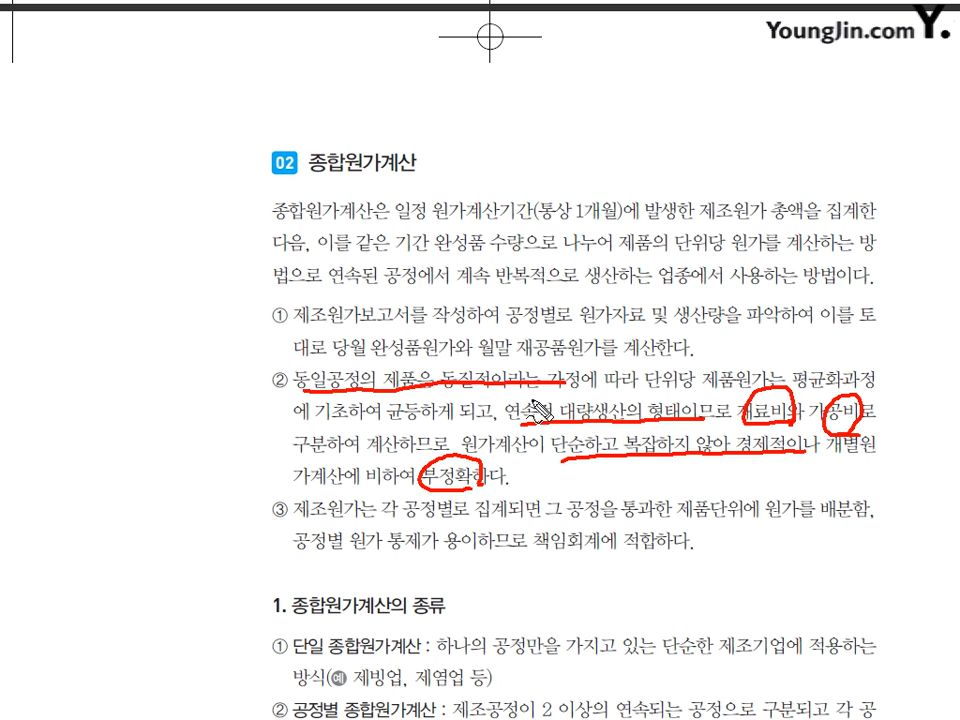 YoungJin.com Y.
02 종합원가계산
종합원가계산은 일정 원가계산기간(통상 1개월)에 발생한 제조원가 총액을 집계한
다음, 이를 같은 기간 완성품 수량으로 나누어 제품의 단위당 원가를 계산하는 방
법으로 연속된 공정에서 계속 반복적으로 생산하는 업종에서 사용하는 방법이다.
① 제조원가보고서를 작성하여 공정별로 원가자료 및 생산량을 파악하여 이를 토
대로 당월 완성품원가와 월말 재공품원가를 계산한다.
② 동일공정의 제품은 동질적이라는 가정에 따라 단위당 제품원가는 평균화과정
에 기초하여 균등하게 되고, 연속적 대량생산의 형태이므로 재료비와 가공비로
구분하여 계산하므로 원가계산이 단순하고 복잡하지 않아 경제적이나 개별원
가계산에 비하여 부정확하다.
③ 제조원가는 각 공정별로 집계되면 그 공정을 통과한 제품단위에 원가를 배분함,
공정별 원가 통제가 용이하므로 책임회계에 적합하다.
1. 종합원가계산의 종류
① 단일 종합원가계산 : 하나의 공정만을 가지고 있는 단순한 제조기업에 적용하는
방식(예 제빙업, 제염업 등)
② 공정별 종합원가계산 : 제조공정이 2 이상의 연속되는 공정으로 구분되고 각 공